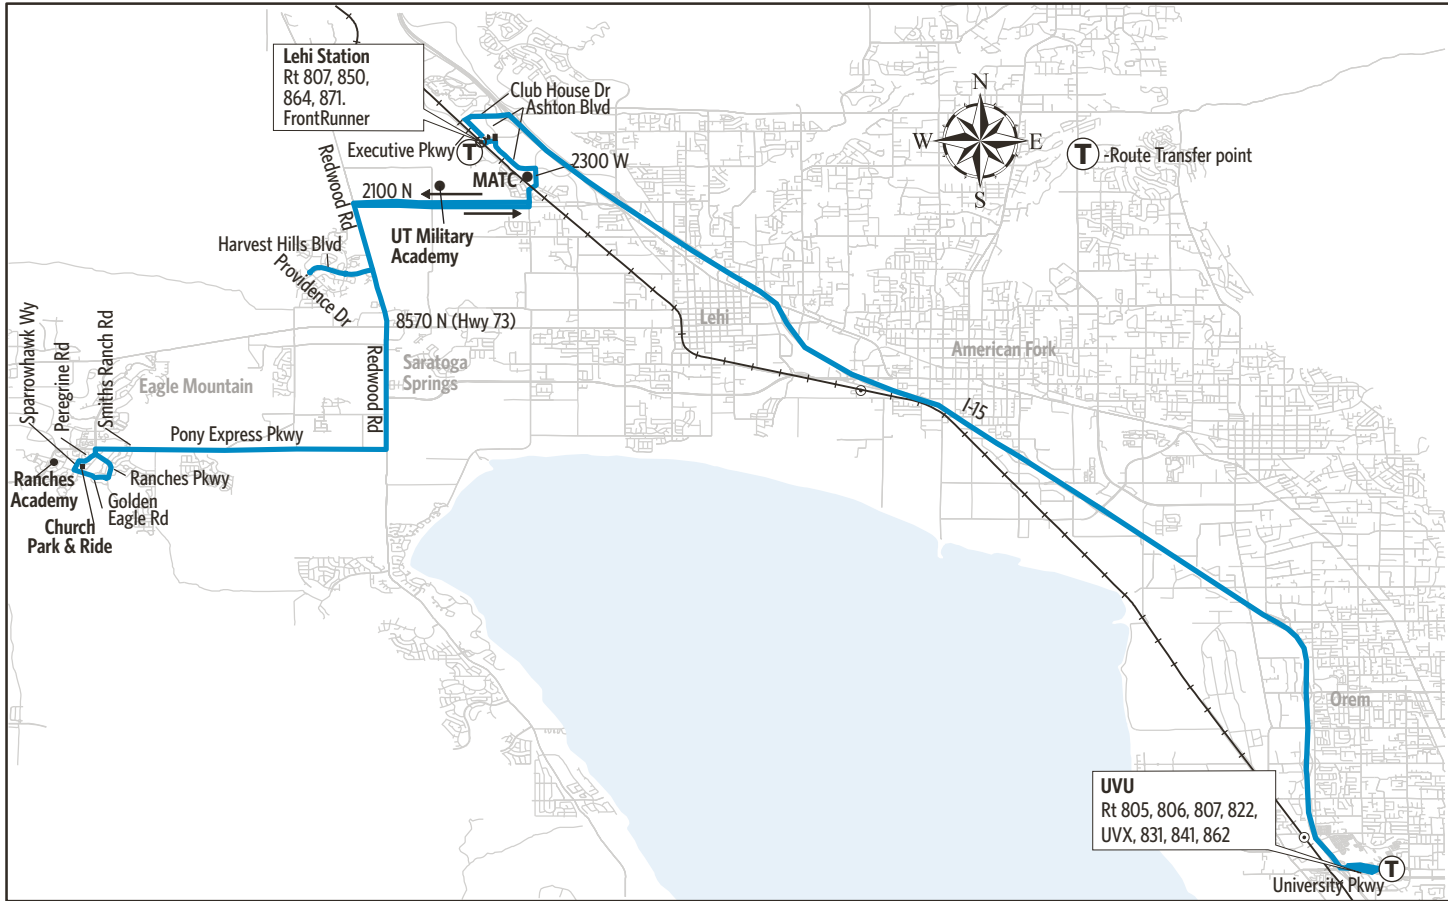 Lehi Station
Rt 807, 850,
864, 871.
FrontRunner
Club House Dr
Ashton Blvd
Executive Pkwy
T
2300 W
MATC
N
W
E
S
T
-Route Transfer point
Redwood Rd
2100 N
UT Military
Academy
Harvest Hills Blvd
Providence Dr
8570 N (Hwy 73)
Lehi
American Fork
Saratoga
Springs
Redwood Rd
I-15
Sparrowhawk Wy
Peregrine Rd
Smiths Ranch Rd
Eagle Mountain
Pony Express Pkwy
Ranches
Academy
Ranches Pkwy
Golden
Eagle Rd
Church
Park & Ride
Orem
UVU
Rt 805, 806, 807, 822,
UVX, 831, 841, 862
T
University Pkwy